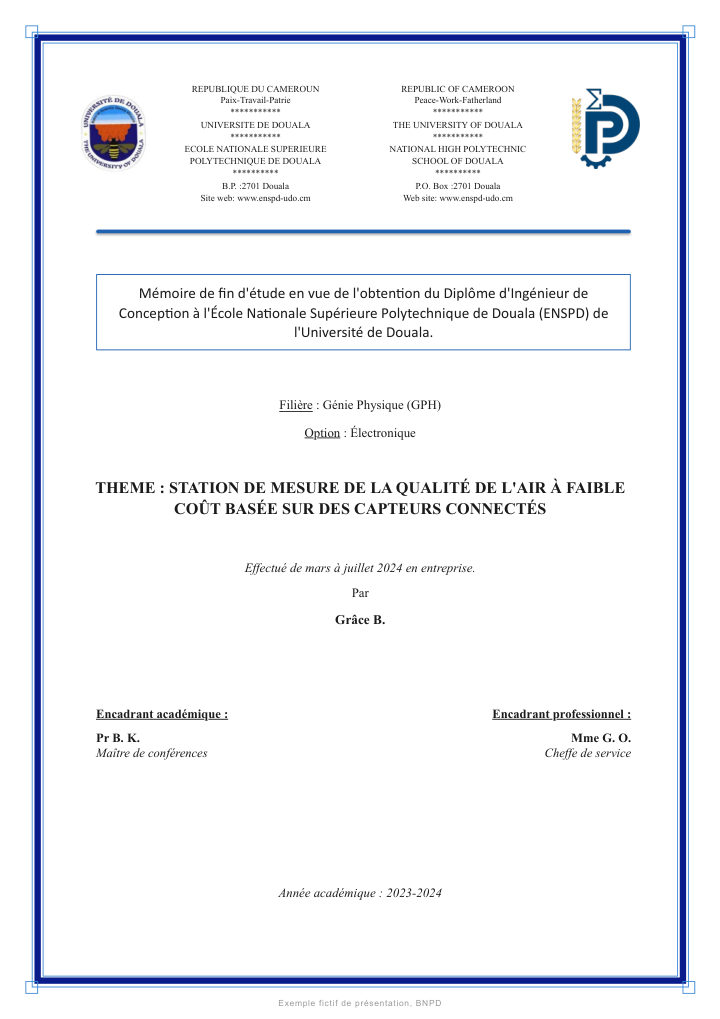 REPUBLIQUE DU CAMEROUN
Paix-Travail-Patrie
***********
UNIVERSITE DE DOUALA
***********
ECOLE NATIONALE SUPERIEURE
POLYTECHNIQUE DE DOUALA
**********
B.P. :2701 Douala
Site web: www.enspd-udo.cm
REPUBLIC OF CAMEROON
Peace-Work-Fatherland
***********
THE UNIVERSITY OF DOUALA
***********
NATIONAL HIGH POLYTECHNIC
SCHOOL OF DOUALA
**********
P.O. Box :2701 Douala
Web site: www.enspd-udo.cm
UNIVERSITÉ DE DOUALA
THE UNIVERSITY OF DOUALA
Σ
P
Mémoire de fin d'étude en vue de l'obtention du Diplôme d'Ingénieur de
Conception à l'École Nationale Supérieure Polytechnique de Douala (ENSPD) de
l'Université de Douala.
Filière : Génie Physique (GPH)
Option : Électronique
THEME : STATION DE MESURE DE LA QUALITÉ DE L'AIR À FAIBLE
COÛT BASÉE SUR DES CAPTEURS CONNECTÉS
Effectué de mars à juillet 2024 en entreprise.
Par
Grâce B.
Encadrant académique :
Pr B. K.
Maître de conférences
Encadrant professionnel :
Mme G. O.
Cheffe de service
Année académique : 2023-2024
Exemple fictif de présentation, BNPD